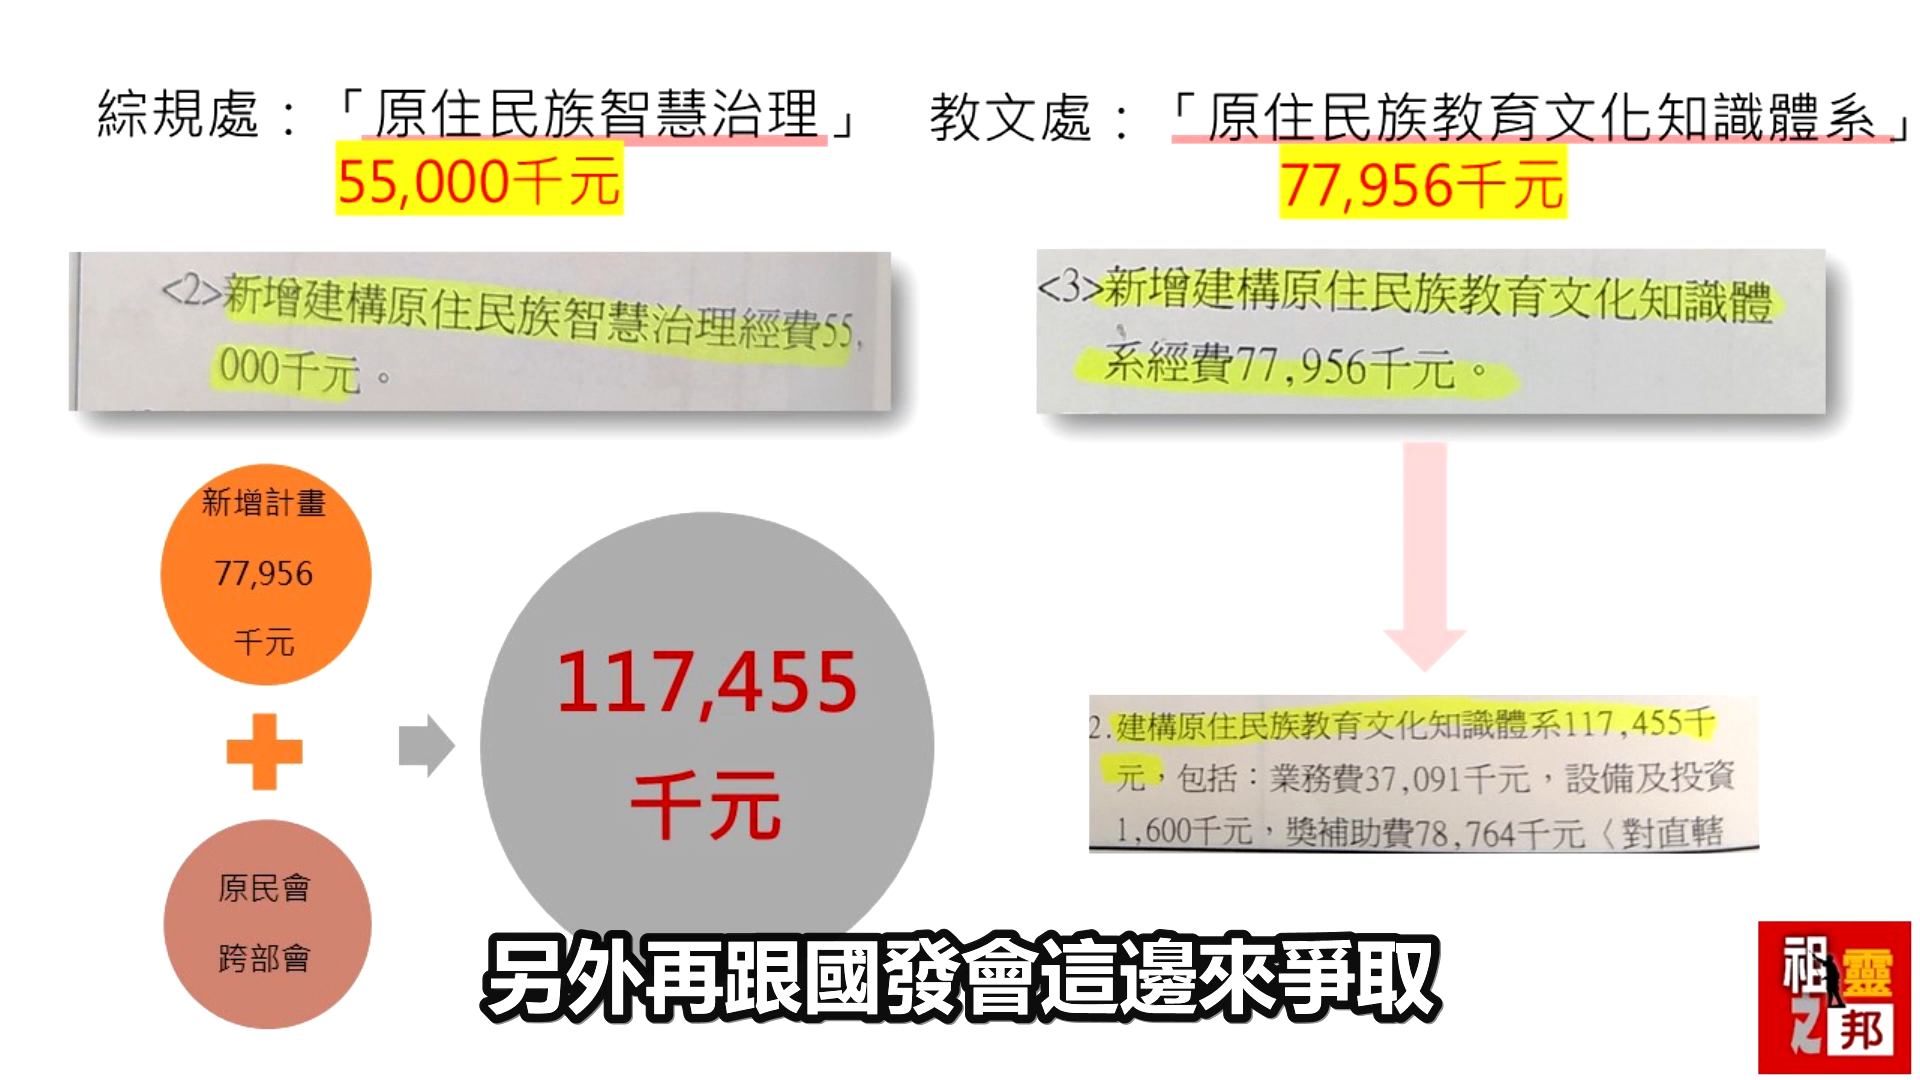 綜規處：「原住民族智慧治理」
55,000千元
<2>新增建構原住民族智慧治理經費55,
000千元。
教文處：「原住民族教育文化知識體系」
77,956千元
<3>新增建構原住民族教育文化知識體
系經費77,956千元。
新增計畫
77,956
千元
原民會
跨部會
117,455
千元
2.建構原住民族教育文化知識體系117,455千
元，包括：業務費37,091千元，設備及投資
1,600千元，獎補助費78,764千元〈對直轄
另外再跟國發會這邊來爭取
祖靈之邦